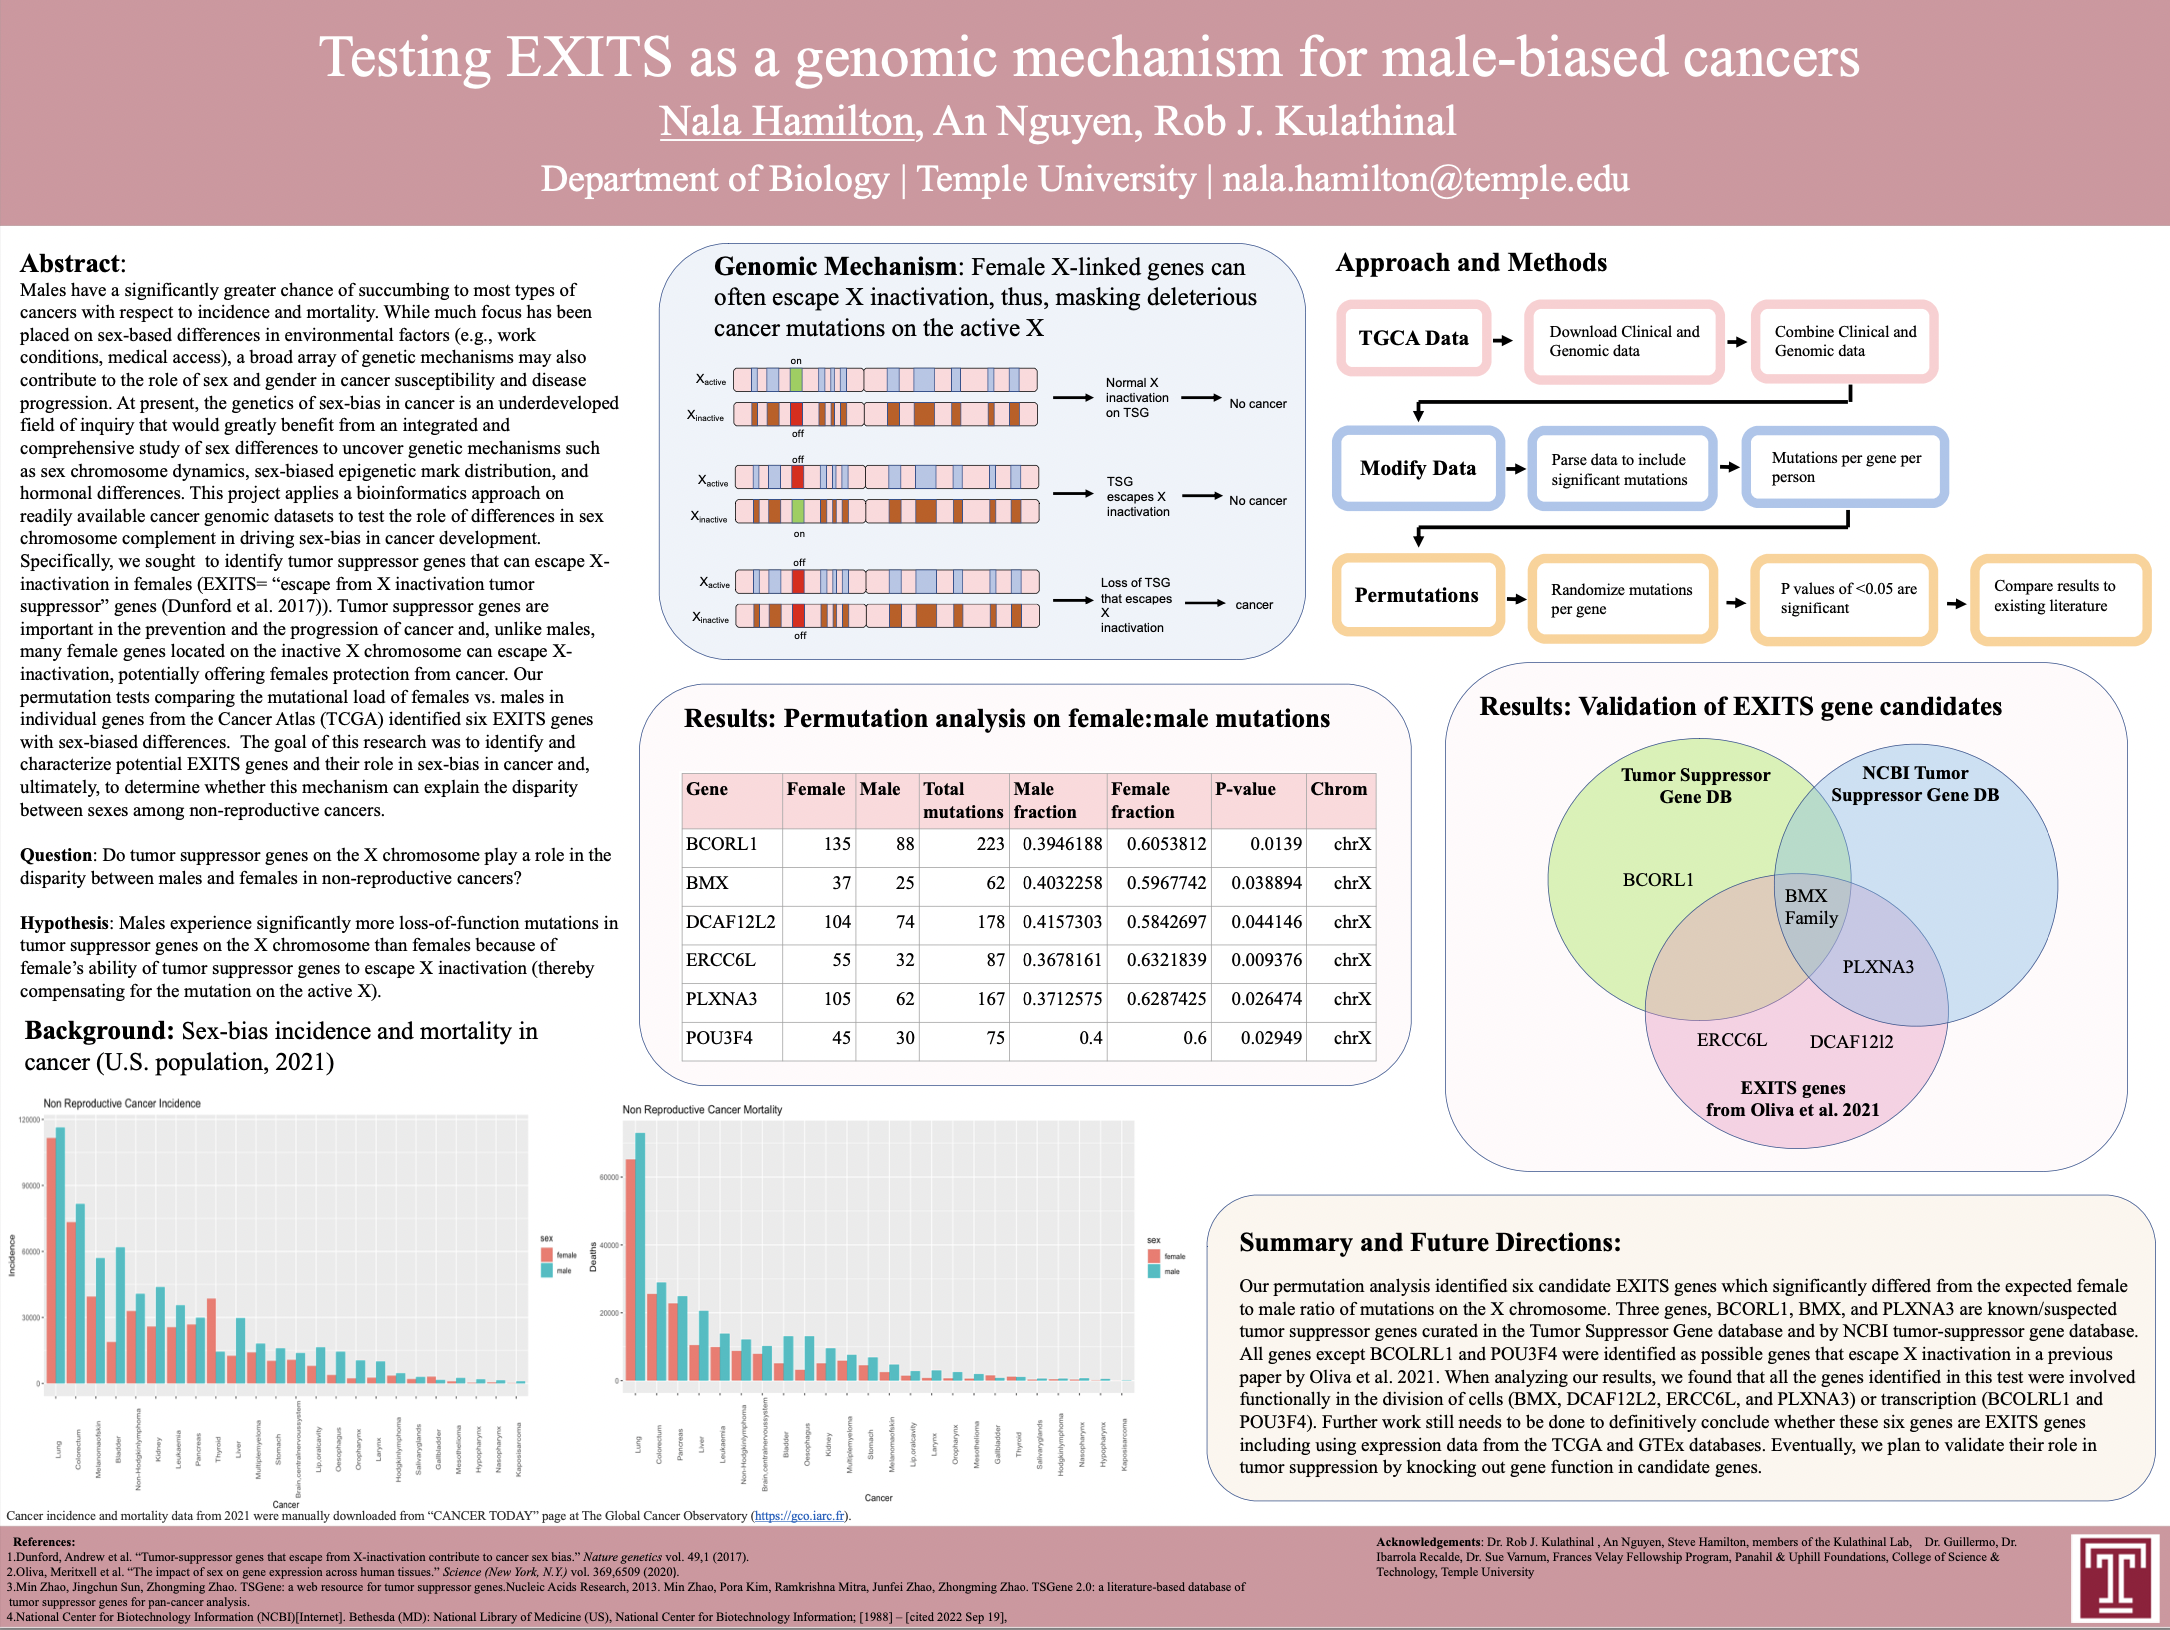 Testing EXITS as a genomic mechanism for male-biased cancers
Nala Hamilton, An Nguyen, Rob J. Kulathinal
Department of Biology | Temple University | nala.hamilton@temple.edu
Abstract:
Males have a significantly greater chance of succumbing to most types of
cancers with respect to incidence and mortality. While much focus has been
placed on sex-based differences in environmental factors (e.g., work
conditions, medical access), a broad array of genetic mechanisms may also
contribute to the role of sex and gender in cancer susceptibility and disease
progression. At present, the genetics of sex-bias in cancer is an underdeveloped
field of inquiry that would greatly benefit from an integrated and
comprehensive study of sex differences to uncover genetic mechanisms such
as sex chromosome dynamics, sex-biased epigenetic mark distribution, and
hormonal differences. This project applies a bioinformatics approach on
readily available cancer genomic datasets to test the role of differences in sex
chromosome complement in driving sex-bias in cancer development.
Specifically, we sought  to identify tumor suppressor genes that can escape X-
inactivation in females (EXITS= “escape from X inactivation tumor
suppressor” genes (Dunford et al. 2017)). Tumor suppressor genes are
important in the prevention and the progression of cancer and, unlike males,
many female genes located on the inactive X chromosome can escape X-
inactivation, potentially offering females protection from cancer. Our
permutation tests comparing the mutational load of females vs. males in
individual genes from the Cancer Atlas (TCGA) identified six EXITS genes
with sex-biased differences.  The goal of this research was to identify and
characterize potential EXITS genes and their role in sex-bias in cancer and,
ultimately, to determine whether this mechanism can explain the disparity
between sexes among non-reproductive cancers.
Question: Do tumor suppressor genes on the X chromosome play a role in the
disparity between males and females in non-reproductive cancers?
Hypothesis: Males experience significantly more loss-of-function mutations in
tumor suppressor genes on the X chromosome than females because of
female’s ability of tumor suppressor genes to escape X inactivation (thereby
compensating for the mutation on the active X).
Background: Sex-bias incidence and mortality in
cancer (U.S. population, 2021)
Non Reproductive Cancer Incidence
120000
90000
60000
30000
0
Incidence
Lung
Colorectum
Melanomaofskin
Bladder
Non-Hodgkinlymphoma
Kidney
Leukaemia
Pancreas
Thyroid
Liver
Multiplemyeloma
Stomach
Brain,centralnervoussystem
Lip,oralcavity
Oesophagus
Oropharynx
Larynx
Hodgkinlymphoma
Salivaryglands
Gallbladder
Mesothelioma
Hypopharynx
Nasopharynx
Kaposisarcoma
Cancer
sex
female
male
Non Reproductive Cancer Mortality
60000
40000
20000
0
Deaths
Lung
Colorectum
Pancreas
Liver
Leukaemia
Non-Hodgkinlymphoma
Brain,centralnervoussystem
Bladder
Oesophagus
Kidney
Multiplemyeloma
Stomach
Melanomaofskin
Lip,oralcavity
Larynx
Oropharynx
Mesothelioma
Gallbladder
Thyroid
Salivaryglands
Hodgkinlymphoma
Nasopharynx
Hypopharynx
Kaposisarcoma
Cancer
sex
female
male
Cancer incidence and mortality data from 2021 were manually downloaded from “CANCER TODAY” page at The Global Cancer Observatory (https://gco.iarc.fr).
Genomic Mechanism: Female X-linked genes can
often escape X inactivation, thus, masking deleterious
cancer mutations on the active X
on
Xactive
Xinactive
off
Normal X
inactivation
on TSG
No cancer
off
Xactive
Xinactive
on
TSG
escapes X
inactivation
No cancer
off
Xactive
Xinactive
off
Loss of TSG
that escapes
X
inactivation
cancer
Results: Permutation analysis on female:male mutations
Gene Female Male Total mutations Male fraction Female fraction P-value Chrom
BCORL1 135 88 223 0.3946188 0.6053812 0.0139 chrX
BMX 37 25 62 0.4032258 0.5967742 0.038894 chrX
DCAF12L2 104 74 178 0.4157303 0.5842697 0.044146 chrX
ERCC6L 55 32 87 0.3678161 0.6321839 0.009376 chrX
PLXNA3 105 62 167 0.3712575 0.6287425 0.026474 chrX
POU3F4 45 30 75 0.4 0.6 0.02949 chrX
Approach and Methods
TGCA Data
Download Clinical and
Genomic data
Combine Clinical and
Genomic data
Modify Data
Parse data to include
significant mutations
Mutations per gene per
person
Permutations
Randomize mutations
per gene
P values of <0.05 are
significant
Compare results to
existing literature
Results: Validation of EXITS gene candidates
Tumor Suppressor
Gene DB
NCBI Tumor
Suppressor Gene DB
BCORL1
BMX
Family
PLXNA3
ERCC6L
DCAF12l2
EXITS genes
from Oliva et al. 2021
Summary and Future Directions:
Our permutation analysis identified six candidate EXITS genes which significantly differed from the expected female
to male ratio of mutations on the X chromosome. Three genes, BCORL1, BMX, and PLXNA3 are known/suspected
tumor suppressor genes curated in the Tumor Suppressor Gene database and by NCBI tumor-suppressor gene database.
All genes except BCOLRL1 and POU3F4 were identified as possible genes that escape X inactivation in a previous
paper by Oliva et al. 2021. When analyzing our results, we found that all the genes identified in this test were involved
functionally in the division of cells (BMX, DCAF12L2, ERCC6L, and PLXNA3) or transcription (BCOLRL1 and
POU3F4). Further work still needs to be done to definitively conclude whether these six genes are EXITS genes
including using expression data from the TCGA and GTEx databases. Eventually, we plan to validate their role in
tumor suppression by knocking out gene function in candidate genes.
References:
1.Dunford, Andrew et al. “Tumor-suppressor genes that escape from X-inactivation contribute to cancer sex bias.” Nature genetics vol. 49,1 (2017).
2.Oliva, Meritxell et al. “The impact of sex on gene expression across human tissues.” Science (New York, N.Y.) vol. 369,6509 (2020).
3.Min Zhao, Jingchun Sun, Zhongming Zhao. TSGene: a web resource for tumor suppressor genes.Nucleic Acids Research, 2013. Min Zhao, Pora Kim, Ramkrishna Mitra, Junfei Zhao, Zhongming Zhao. TSGene 2.0: a literature-based database of
tumor suppressor genes for pan-cancer analysis.
4.National Center for Biotechnology Information (NCBI)[Internet]. Bethesda (MD): National Library of Medicine (US), National Center for Biotechnology Information; [1988] – [cited 2022 Sep 19],
Acknowledgements: Dr. Rob J. Kulathinal , An Nguyen, Steve Hamilton, members of the Kulathinal Lab,    Dr. Guillermo, Dr.
Ibarrola Recalde, Dr. Sue Varnum, Frances Velay Fellowship Program, Panahil & Uphill Foundations, College of Science &
Technology, Temple University